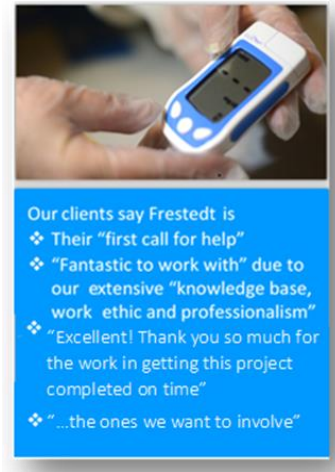 Our clients say Frestedt is
❖ Their “first call for help”
❖ “Fantastic to work with” due to
our extensive “knowledge base,
work ethic and professionalism”
❖ “Excellent! Thank you so much for
the work in getting this project
completed on time”
❖ “…the ones we want to involve”